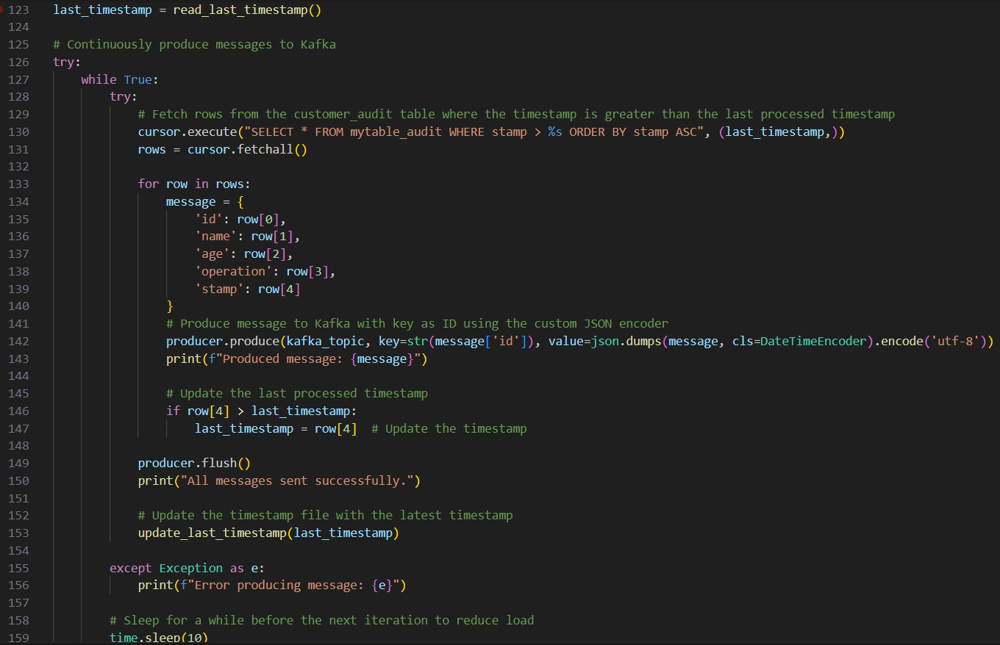 123 last_timestamp = read_last_timestamp()
124
125 # Continuously produce messages to Kafka
126 try:
127     while True:
128         try:
129             # Fetch rows from the customer_audit table where the timestamp is greater than the last processed timestamp
130             cursor.execute("SELECT * FROM mytable_audit WHERE stamp > %s ORDER BY stamp ASC", (last_timestamp,))
131             rows = cursor.fetchall()
132
133             for row in rows:
134                 message = {
135                     'id': row[0],
136                     'name': row[1],
137                     'age': row[2],
138                     'operation': row[3],
139                     'stamp': row[4]
140                 }
141                 # Produce message to Kafka with key as ID using the custom JSON encoder
142                 producer.produce(kafka_topic, key=str(message['id']), value=json.dumps(message, cls=DateTimeEncoder).encode('utf-8'))
143                 print(f"Produced message: {message}")
144
145                 # Update the last processed timestamp
146                 if row[4] > last_timestamp:
147                     last_timestamp = row[4]  # Update the timestamp
148
149             producer.flush()
150             print("All messages sent successfully.")
151
152             # Update the timestamp file with the latest timestamp
153             update_last_timestamp(last_timestamp)
154
155         except Exception as e:
156             print(f"Error producing message: {e}")
157
158         # Sleep for a while before the next iteration to reduce load
159         time.sleep(10)